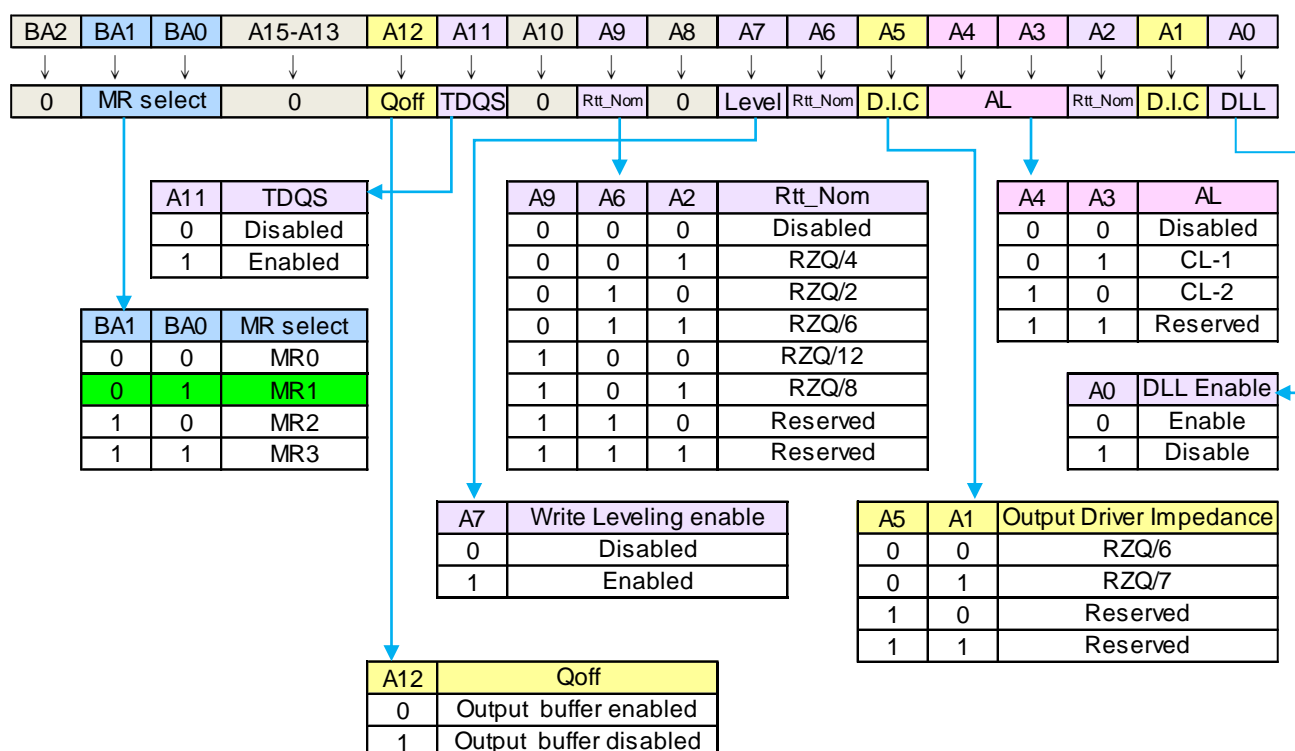 BA2 BA1 BA0 A15-A13 A12 A11 A10 A9 A8 A7 A6 A5 A4 A3 A2 A1 A0
0 MR select 0 Qoff TDQS 0 Rtt_Nom 0 Level Rtt_Nom D.I.C AL Rtt_Nom D.I.C DLL
A11 TDQS
0 Disabled
1 Enabled
BA1 BA0 MR select
0 0 MR0
0 1 MR1
1 0 MR2
1 1 MR3
A9 A6 A2 Rtt_Nom
0 0 0 Disabled
0 0 1 RZQ/4
0 1 0 RZQ/2
0 1 1 RZQ/6
1 0 0 RZQ/12
1 0 1 RZQ/8
1 1 0 Reserved
1 1 1 Reserved
A4 A3 AL
0 0 Disabled
0 1 CL-1
1 0 CL-2
1 1 Reserved
A0 DLL Enable
0 Enable
1 Disable
A7 Write Leveling enable
0 Disabled
1 Enabled
A5 A1 Output Driver Impedance
0 0 RZQ/6
0 1 RZQ/7
1 0 Reserved
1 1 Reserved
A12 Qoff
0 Output buffer enabled
1 Output buffer disabled